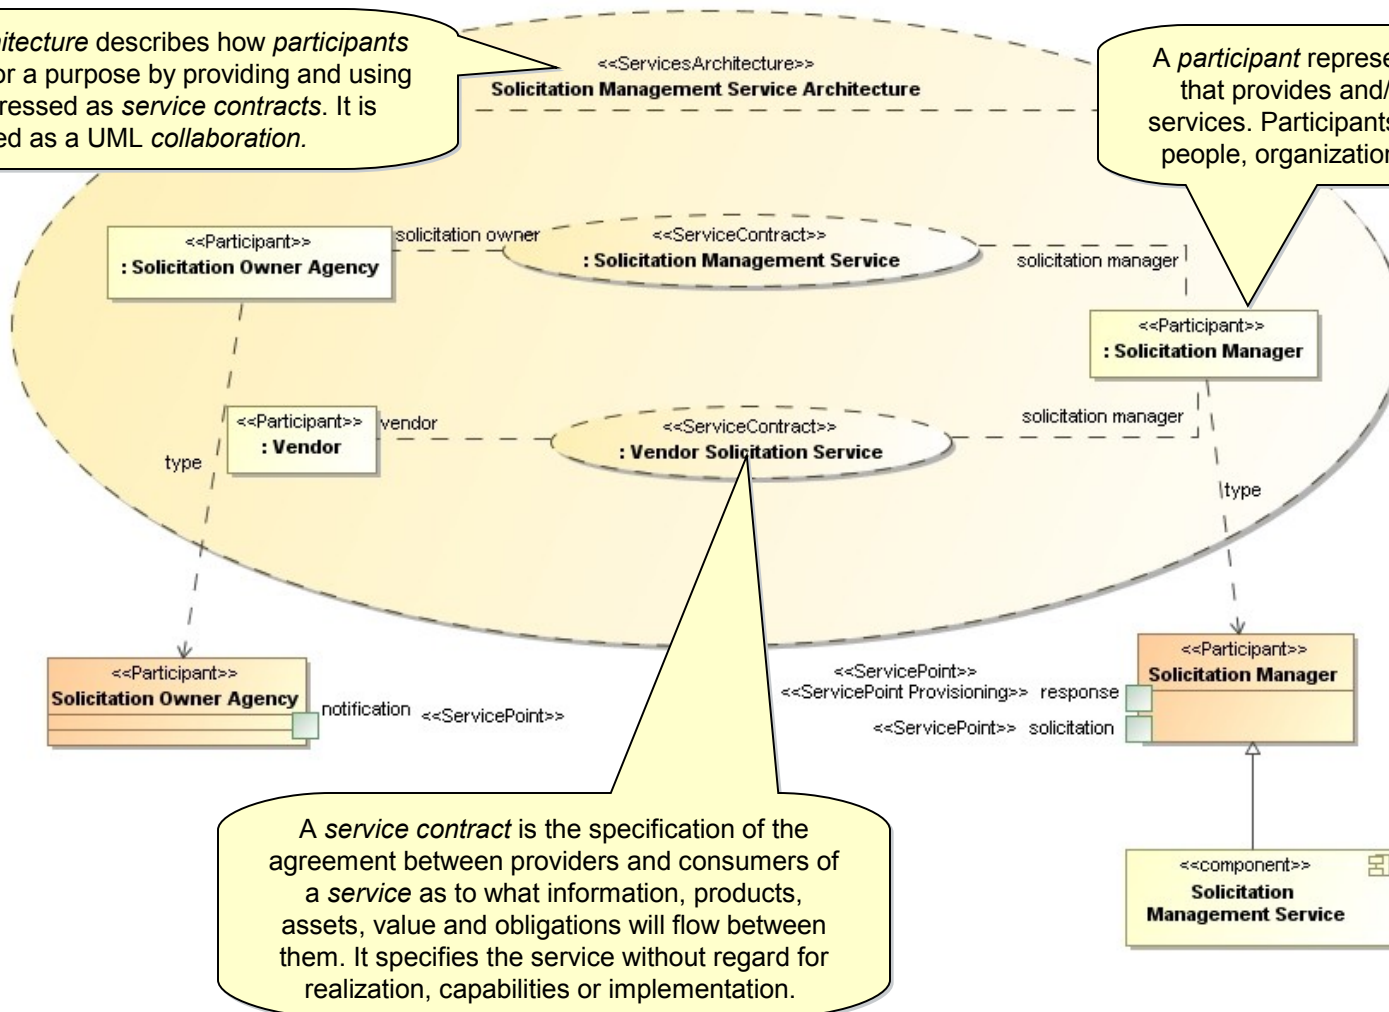 itecture describes how participants
or a purpose by providing and using
ressed as service contracts. It is
ed as a UML collaboration.
<<ServicesArchitecture>>
Solicitation Management Service Architecture
A participant represe
that provides and/
services. Participants
people, organization
<<Participant>>
: Solicitation Owner Agency
solicitation owner
<<ServiceContract>>
: Solicitation Management Service
solicitation manager
<<Participant>>
: Solicitation Manager
<<Participant>>
: Vendor
vendor
<<ServiceContract>>
: Vendor Solicitation Service
solicitation manager
type
type
<<Participant>>
Solicitation Owner Agency
notification <<ServicePoint>>
<<ServicePoint>>
<<ServicePoint Provisioning>> response
<<ServicePoint>> solicitation
<<Participant>>
Solicitation Manager
A service contract is the specification of the
agreement between providers and consumers of
a service as to what information, products,
assets, value and obligations will flow between
them. It specifies the service without regard for
realization, capabilities or implementation.
<<component>>
Solicitation
Management Service